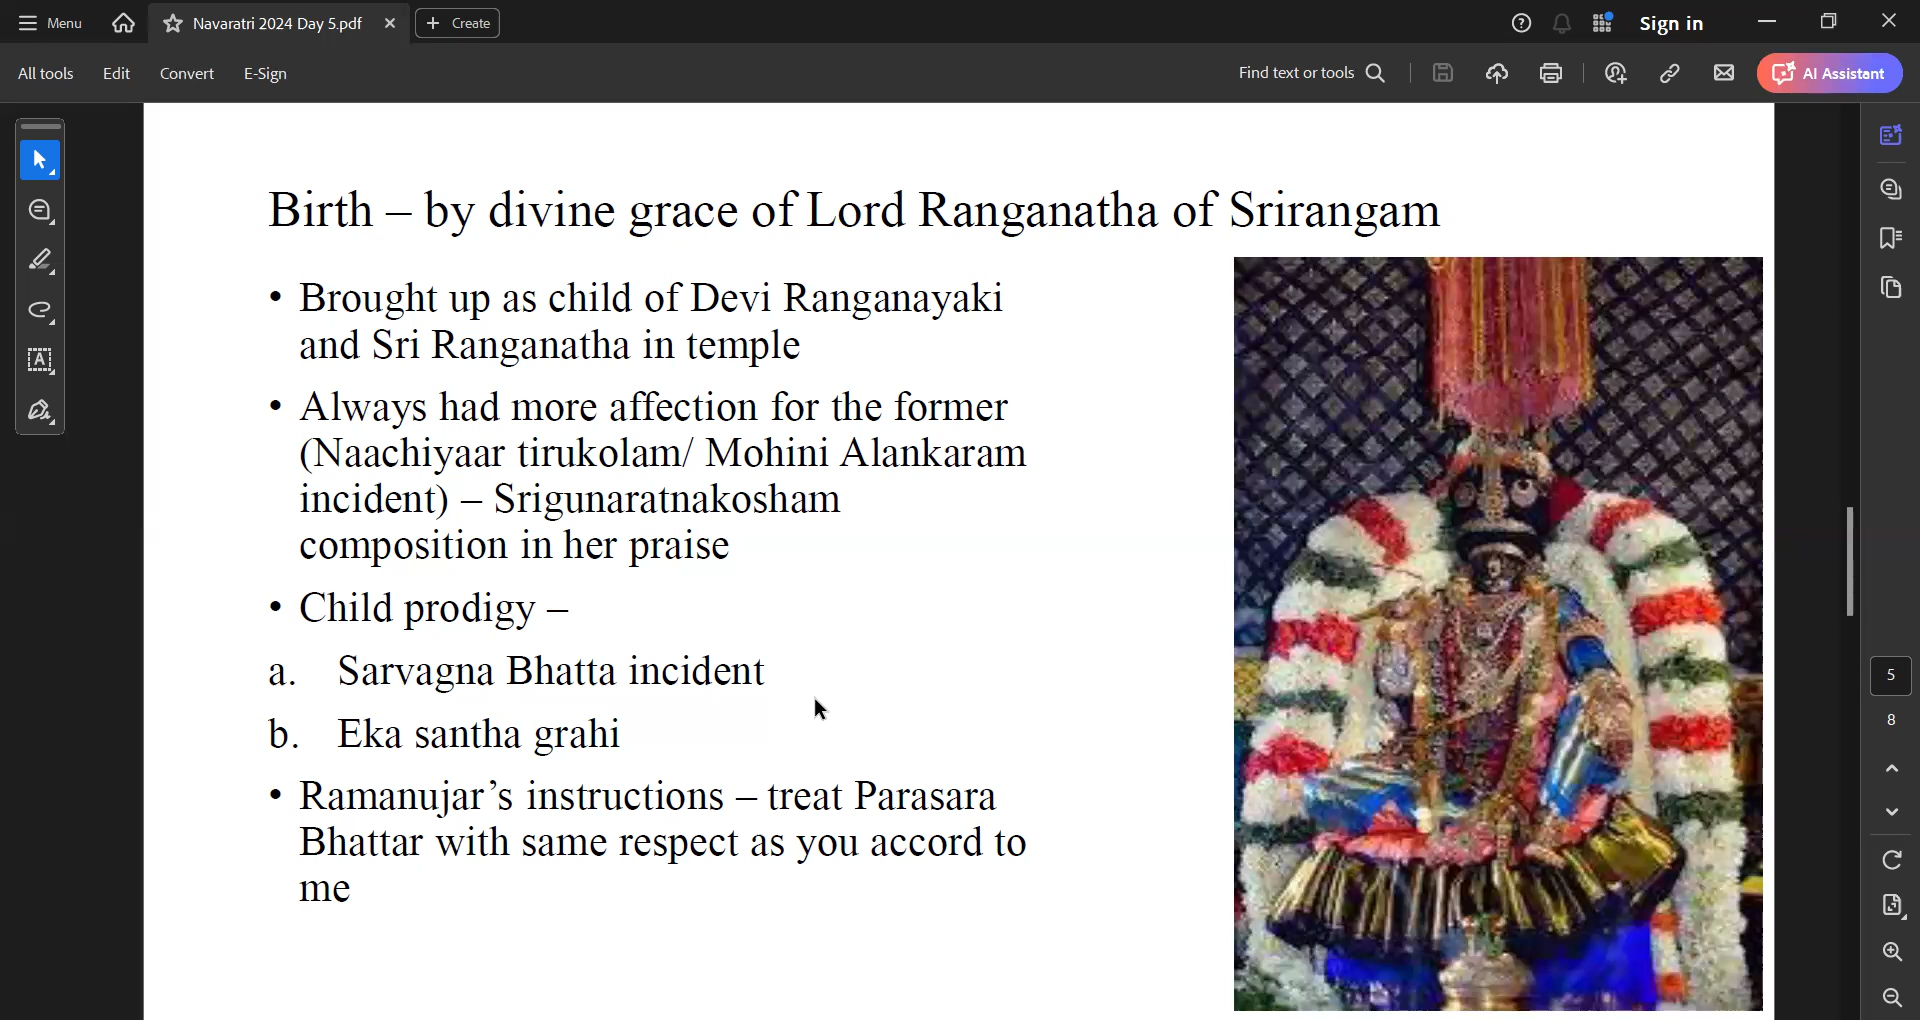 Menu
Navaratri 2024 Day 5.pdf
Create
Sign in
All tools
Edit
Convert
E-Sign
Find text or tools
AI Assistant
Birth – by divine grace of Lord Ranganatha of Srirangam
• Brought up as child of Devi Ranganayaki
and Sri Ranganatha in temple
• Always had more affection for the former
(Naachiyaar tirukolam/ Mohini Alankaram
incident) – Srigunaratnakosham
composition in her praise
• Child prodigy –
a. Sarvagna Bhatta incident
b. Eka santha grahi
• Ramanujar’s instructions – treat Parasara
Bhattar with same respect as you accord to
me
5
8